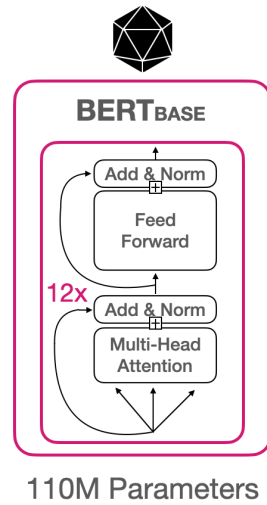 BERTBASE
Add & Norm
Feed
Forward
12x
Add & Norm
Multi-Head
Attention
110M Parameters